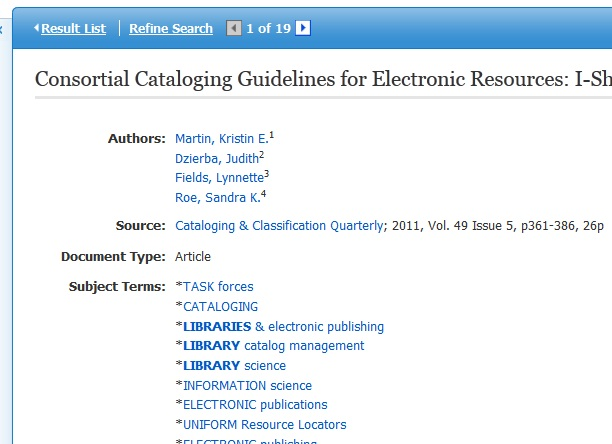 Result List Refine Search 1 of 19
Consortial Cataloging Guidelines for Electronic Resources: I-Sh
Authors: Martin, Kristin E.1
Dzierba, Judith2
Fields, Lynnette3
Roe, Sandra K.4
Source: Cataloging & Classification Quarterly; 2011, Vol. 49 Issue 5, p361-386, 26p
Document Type: Article
Subject Terms: *TASK forces
*CATALOGING
*LIBRARIES & electronic publishing
*LIBRARY catalog management
*LIBRARY science
*INFORMATION science
*ELECTRONIC publications
*UNIFORM Resource Locators
*ELECTRONIC publishing